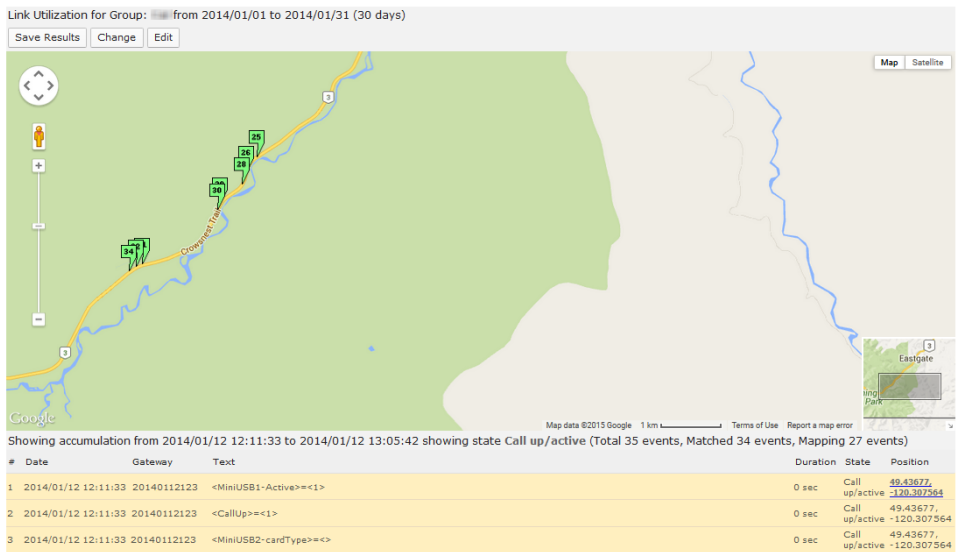 Link Utilization for Group: from 2014/01/01 to 2014/01/31 (30 days)
Save Results Change Edit
Map Satellite
3
25
26
28
30
Crowsnest Trail
34
3
3
Eastgate
Park
Google
Map data ©2015 Google 1 km Terms of Use Report a map error
Showing accumulation from 2014/01/12 12:11:33 to 2014/01/12 13:05:42 showing state Call up/active (Total 35 events, Matched 34 events, Mapping 27 events)
# Date Gateway Text Duration State Position
1 2014/01/12 12:11:33 20140112123 <MiniUSB1-Active>=<1> 0 sec Call up/active 49.43677, -120.307564
2 2014/01/12 12:11:33 20140112123 <CallUp>=<1> 0 sec Call up/active 49.43677, -120.307564
3 2014/01/12 12:11:33 20140112123 <MiniUSB2-cardType>=<> 0 sec Call up/active 49.43677, -120.307564